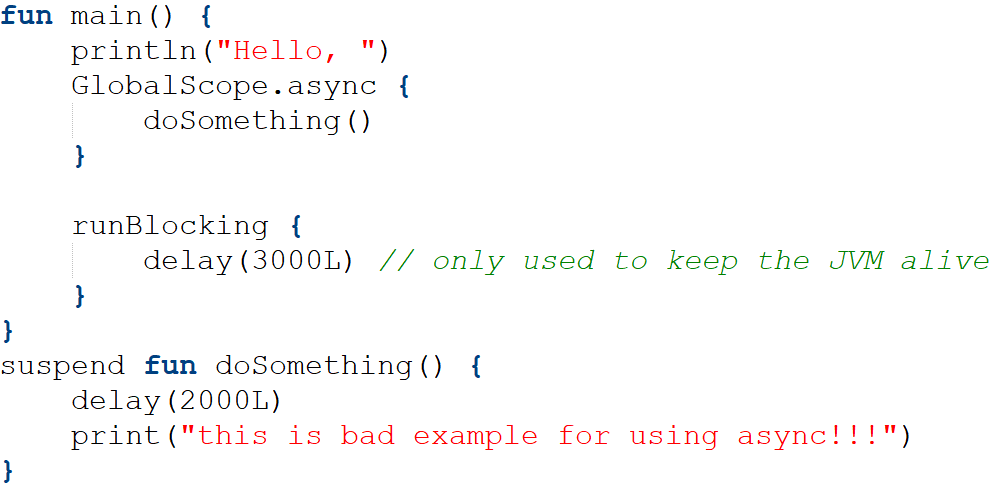 fun main() {
    println("Hello, ")
    GlobalScope.async {
        doSomething()
    }

    runBlocking {
        delay(3000L) // only used to keep the JVM alive
    }
}
suspend fun doSomething() {
    delay(2000L)
    print("this is bad example for using async!!!")
}